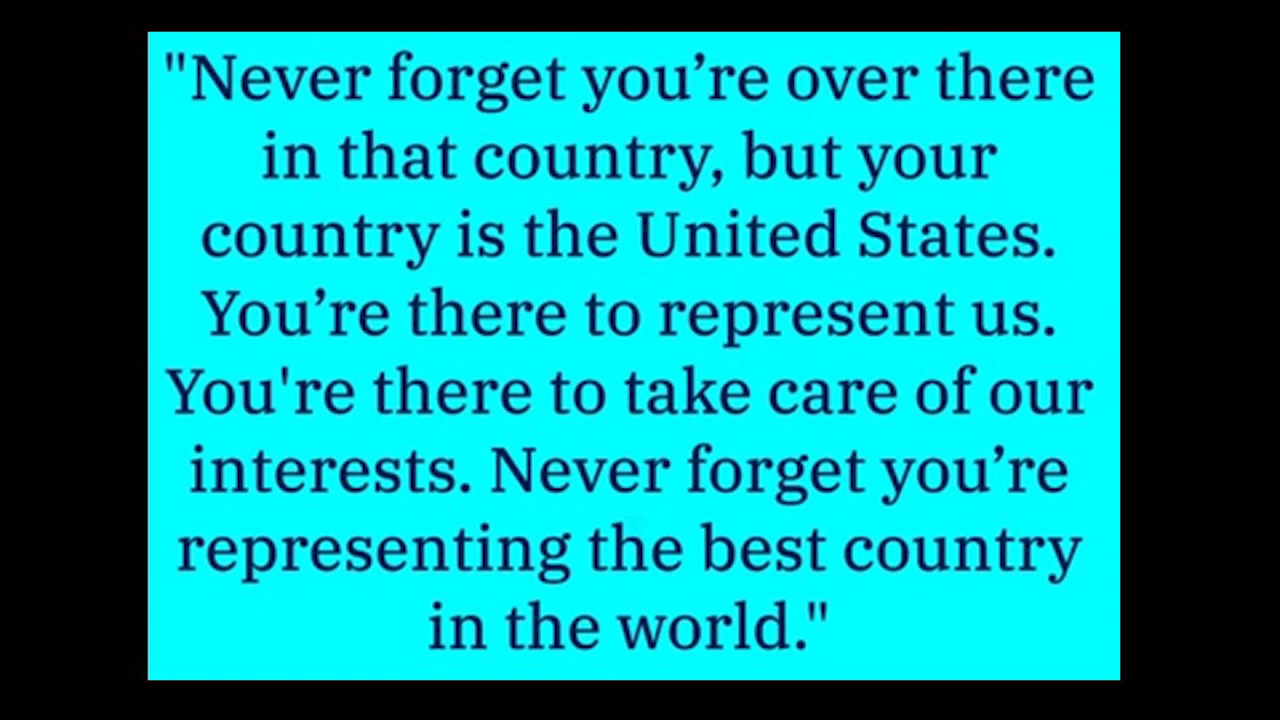 "Never forget you’re over there
in that country, but your
country is the United States.
You’re there to represent us.
You're there to take care of our
interests. Never forget you’re
representing the best country
in the world."